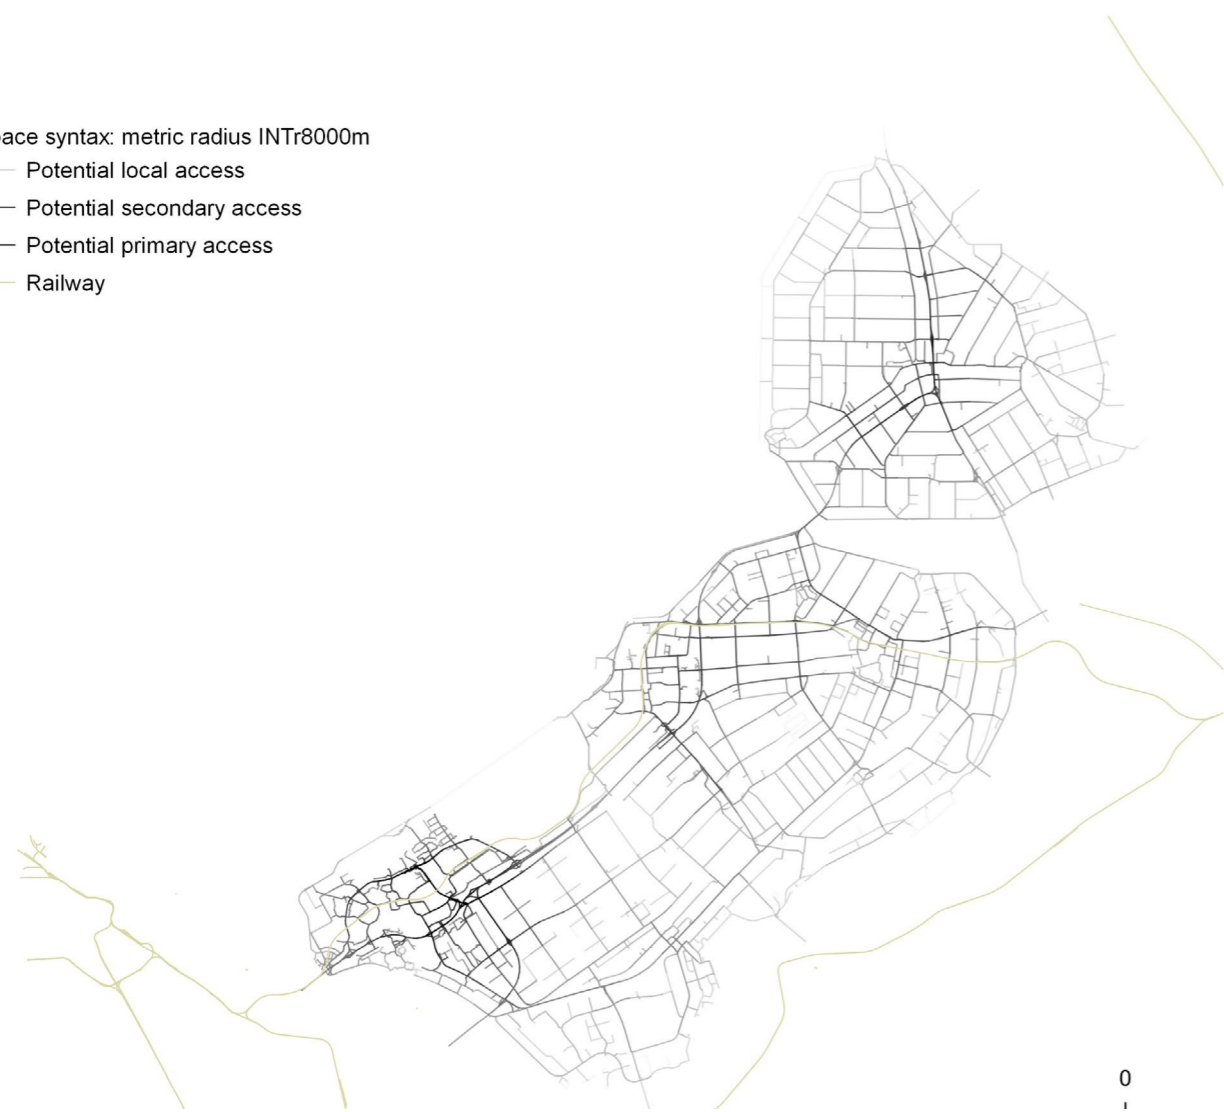 ace syntax: metric radius INTr8000m
Potential local access
Potential secondary access
Potential primary access
Railway
0